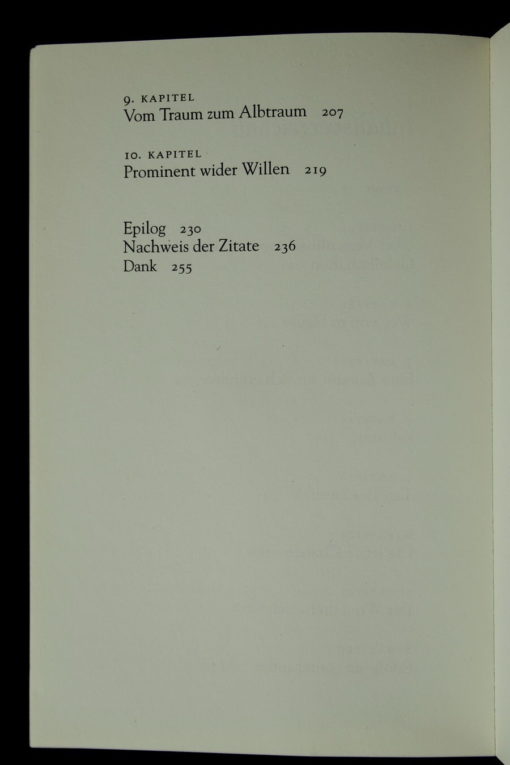 9. KAPITEL
Vom Traum zum Albtraum 207
10. KAPITEL
Prominent wider Willen 219
Epilog 230
Nachweis der Zitate 236
Dank 255